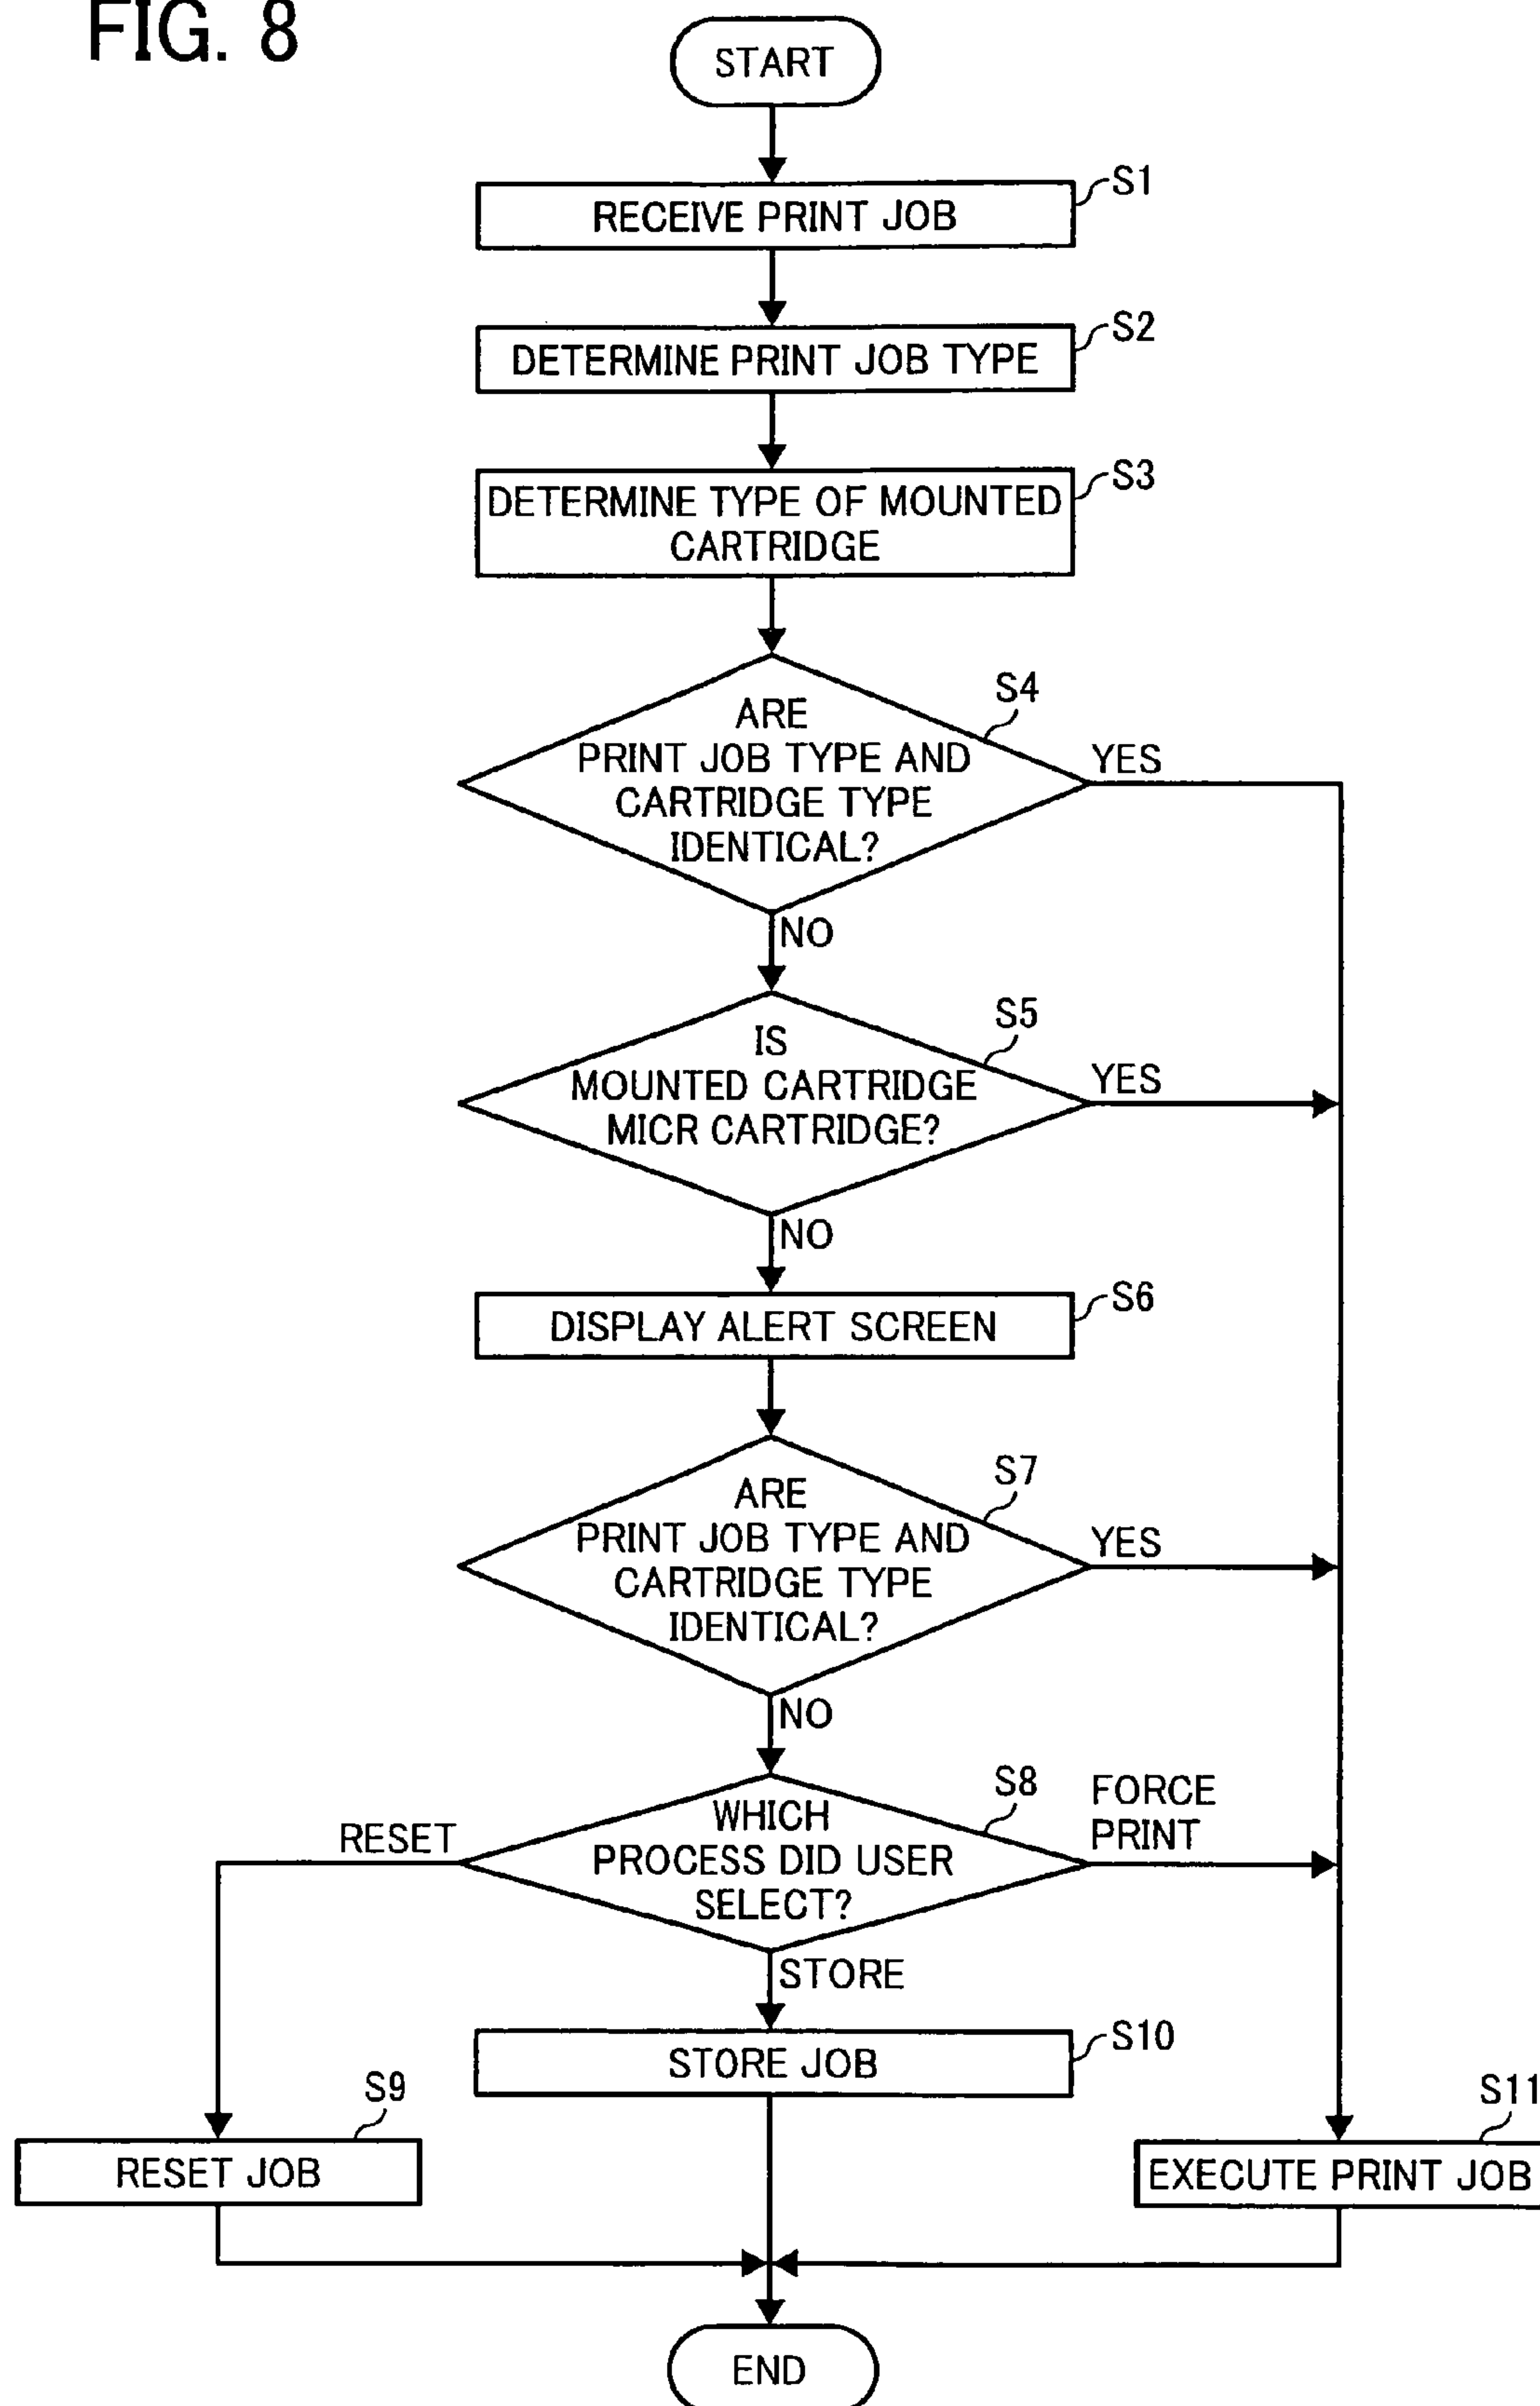 FIG. 8
START
S1
RECEIVE PRINT JOB
S2
DETERMINE PRINT JOB TYPE
S3
DETERMINE TYPE OF MOUNTED
CARTRIDGE
S4
ARE
PRINT JOB TYPE AND
CARTRIDGE TYPE
IDENTICAL?
YES
NO
S5
IS
MOUNTED CARTRIDGE
MICR CARTRIDGE?
YES
NO
S6
DISPLAY ALERT SCREEN
S7
ARE
PRINT JOB TYPE AND
CARTRIDGE TYPE
IDENTICAL?
YES
NO
S8
WHICH
PROCESS DID USER
SELECT?
RESET
FORCE
PRINT
STORE
S10
STORE JOB
S9
RESET JOB
S11
EXECUTE PRINT JOB
END